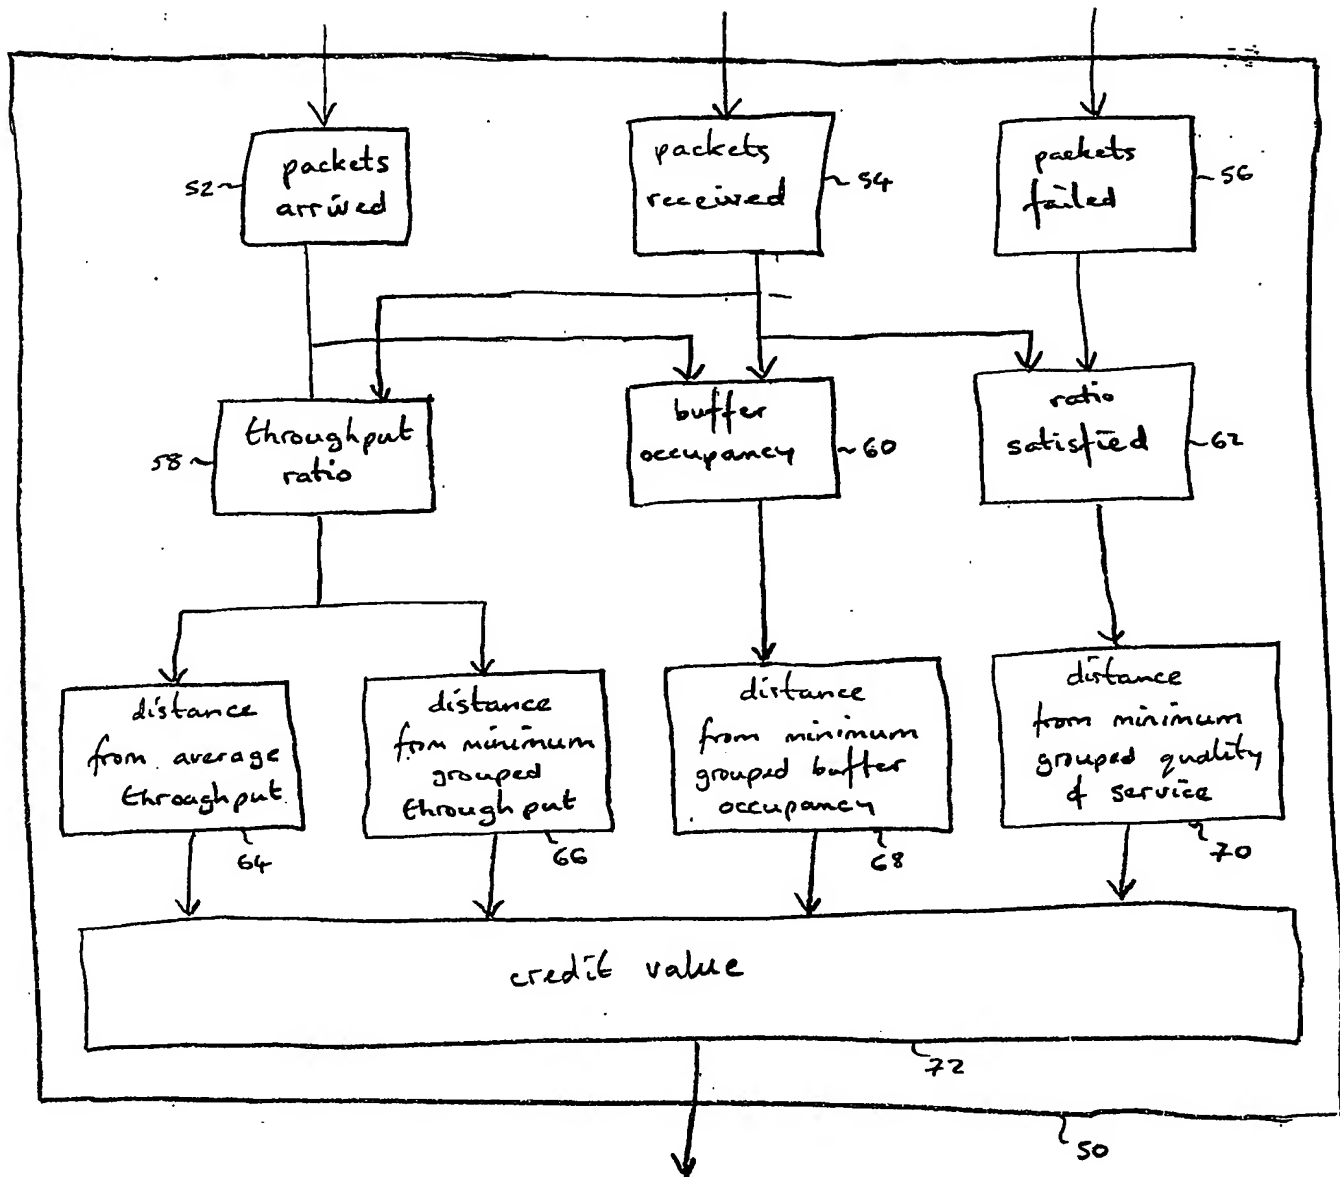 packets
arrived
52
packets
received
54
packets
failed
56
throughput
ratio
58
buffer
occupancy
60
ratio
satisfied
62
distance
from average
throughput
64
distance
from minimum
grouped
throughput
66
distance
from minimum
grouped buffer
occupancy
68
distance
from minimum
grouped quality
of service
70
credit value
72
50